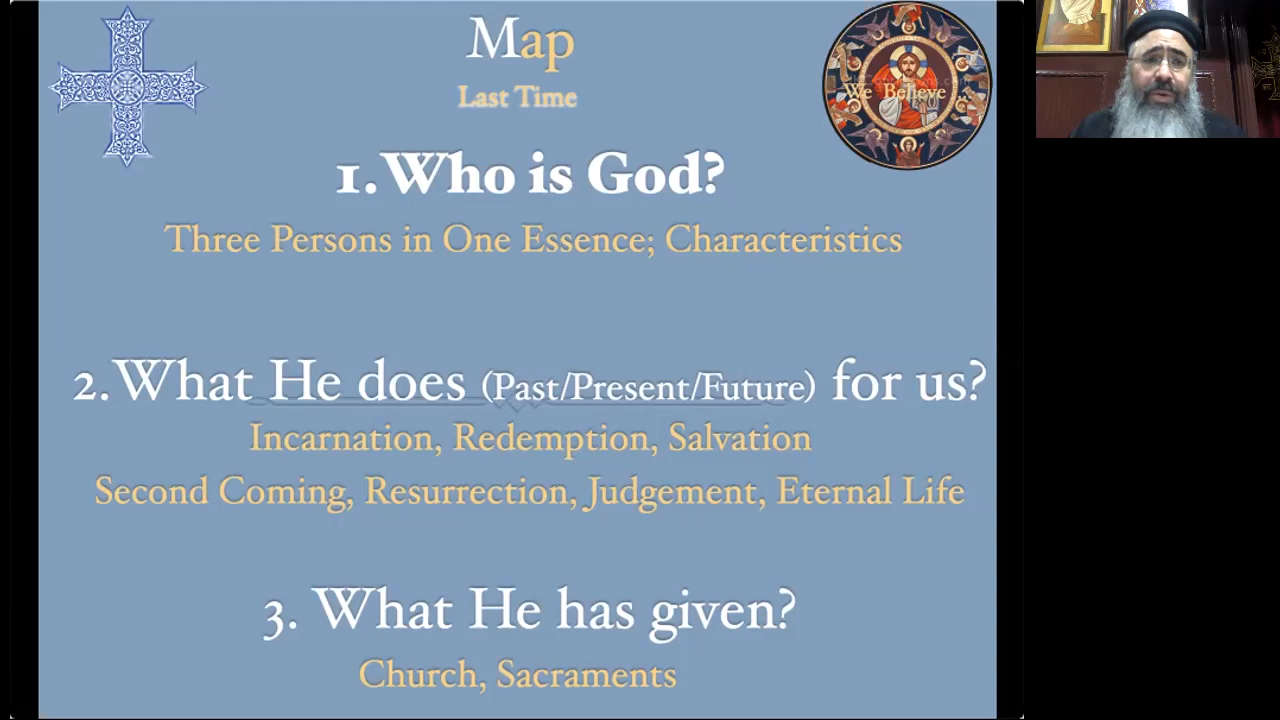 Map
Last Time
We Believe
1. Who is God?
Three Persons in One Essence; Characteristics
2. What He does (Past/Present/Future) for us?
Incarnation, Redemption, Salvation
Second Coming, Resurrection, Judgement, Eternal Life
3. What He has given?
Church, Sacraments